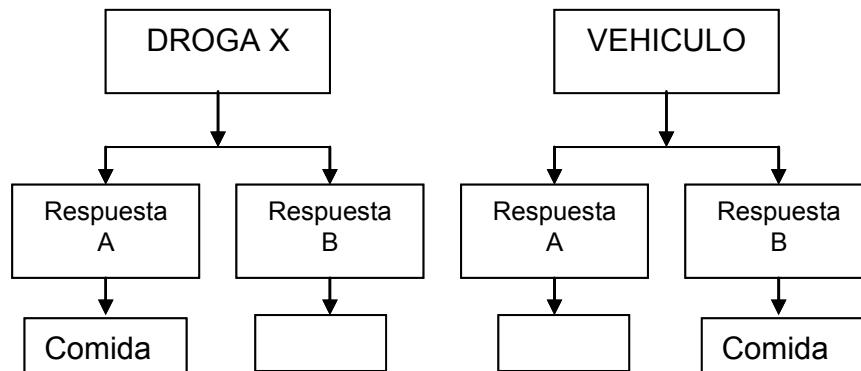 DROGA X
VEHICULO
Respuesta
A
Respuesta
B
Respuesta
A
Respuesta
B
Comida
Comida